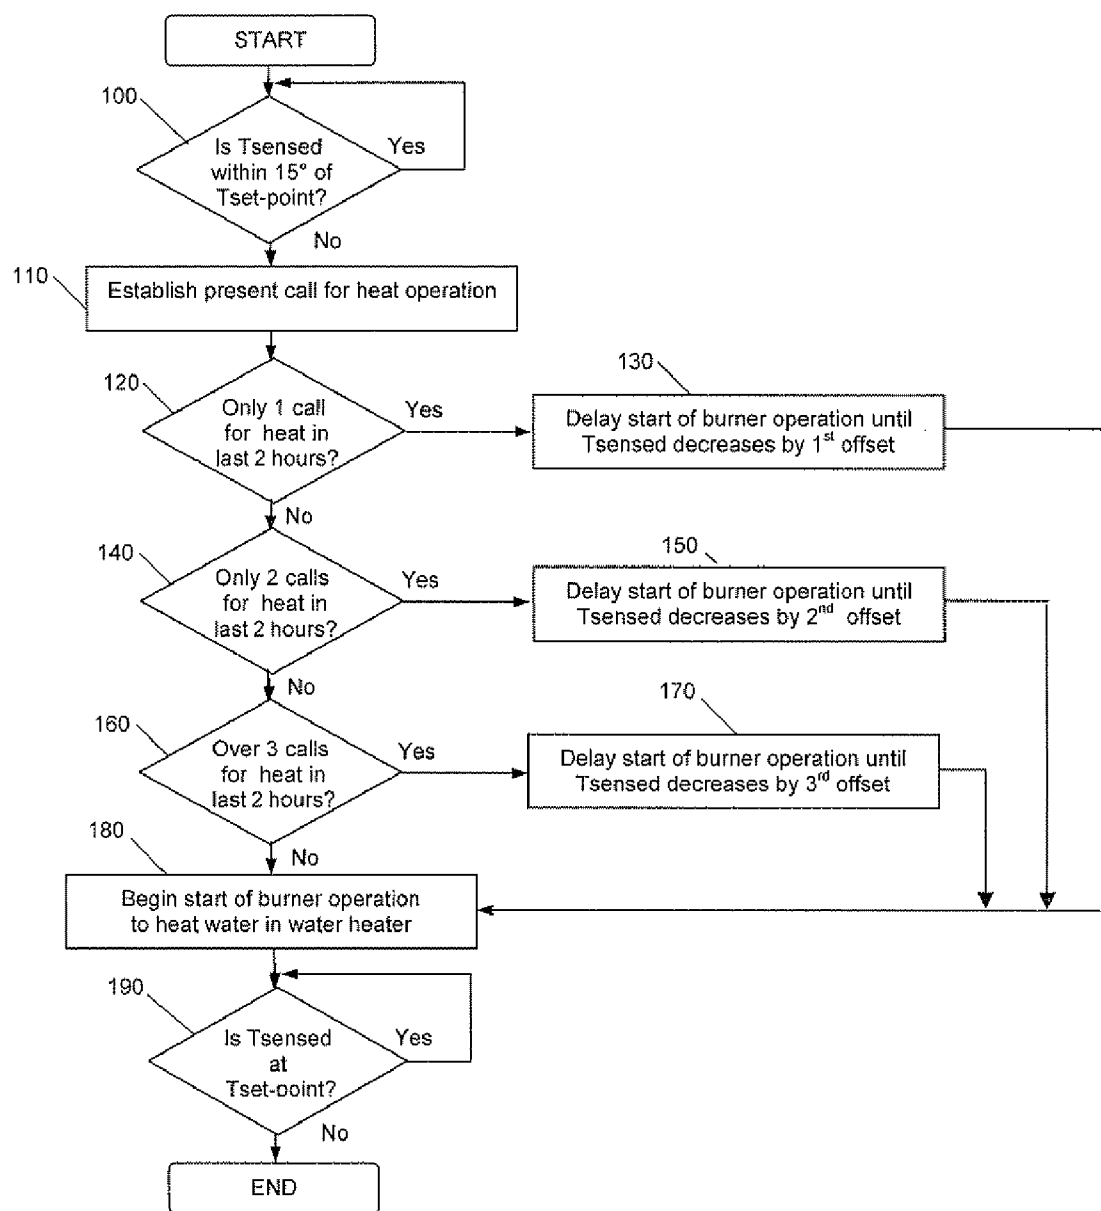 START
100
Is Tsensed
within 15° of
Tset-point?
Yes
No
110
Establish present call for heat operation
120
Only 1 call
for heat in
last 2 hours?
Yes
130
Delay start of burner operation until
Tsensed decreases by 1st offset
No
140
Only 2 calls
for heat in
last 2 hours?
Yes
150
Delay start of burner operation until
Tsensed decreases by 2nd offset
No
160
Over 3 calls
for heat in
last 2 hours?
Yes
170
Delay start of burner operation until
Tsensed decreases by 3rd offset
No
180
Begin start of burner operation
to heat water in water heater
190
Is Tsensed
at
Tset-point?
Yes
No
END